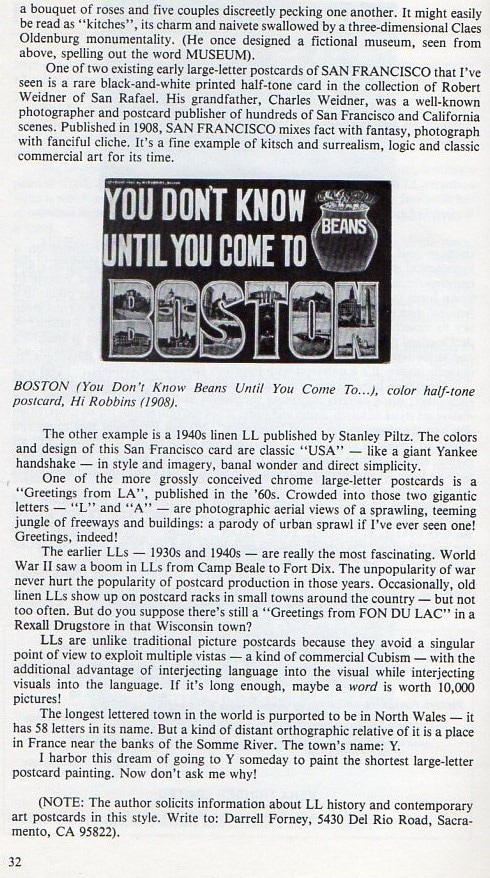 a bouquet of roses and five couples discreetly pecking one another. It might easily
be read as "kitches", its charm and naivete swallowed by a three-dimensional Claes
Oldenburg monumentality. (He once designed a fictional museum, seen from
above, spelling out the word MUSEUM).
One of two existing early large-letter postcards of SAN FRANCISCO that I've
seen is a rare black-and-white printed half-tone card in the collection of Robert
Weidner of San Rafael. His grandfather, Charles Weidner, was a well-known
photographer and postcard publisher of hundreds of San Francisco and California
scenes. Published in 1908, SAN FRANCISCO mixes fact with fantasy, photograph
with fanciful cliche. It's a fine example of kitsch and surrealism, logic and classic
commercial art for its time.
YOU DON'T KNOW
BEANS
UNTIL YOU COME TO
BOSTON
BOSTON (You Don't Know Beans Until You Come To...), color half-tone
postcard, Hi Robbins (1908).
The other example is a 1940s linen LL published by Stanley Piltz. The colors
and design of this San Francisco card are classic "USA" — like a giant Yankee
handshake — in style and imagery, banal wonder and direct simplicity.
One of the more grossly conceived chrome large-letter postcards is a
"Greetings from LA", published in the '60s. Crowded into those two gigantic
letters — "L" and "A" — are photographic aerial views of a sprawling, teeming
jungle of freeways and buildings: a parody of urban sprawl if I've ever seen one!
Greetings, indeed!
The earlier LLs — 1930s and 1940s — are really the most fascinating. World
War II saw a boom in LLs from Camp Beale to Fort Dix. The unpopularity of war
never hurt the popularity of postcard production in those years. Occasionally, old
linen LLs show up on postcard racks in small towns around the country — but not
too often. But do you suppose there's still a "Greetings from FON DU LAC" in a
Rexall Drugstore in that Wisconsin town?
LLs are unlike traditional picture postcards because they avoid a singular
point of view to exploit multiple vistas — a kind of commercial Cubism — with the
additional advantage of interjecting language into the visual while interjecting
visuals into the language. If it's long enough, maybe a word is worth 10,000
pictures!
The longest lettered town in the world is purported to be in North Wales — it
has 58 letters in its name. But a kind of distant orthographic relative of it is a place
in France near the banks of the Somme River. The town's name: Y.
I harbor this dream of going to Y someday to paint the shortest large-letter
postcard painting. Now don't ask me why!
(NOTE: The author solicits information about LL history and contemporary
art postcards in this style. Write to: Darrell Forney, 5430 Del Rio Road, Sacra-
mento, CA 95822).
32